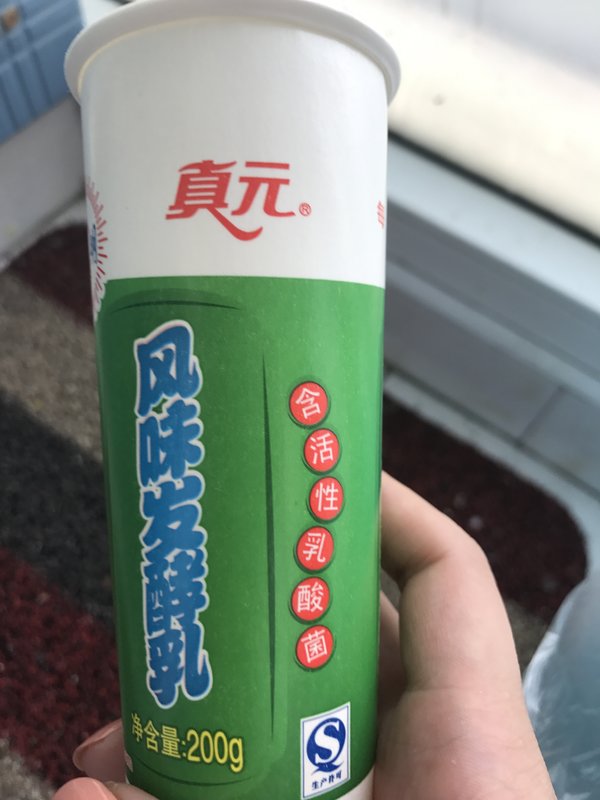 真元®
风味发酵乳
含活性乳酸菌
净含量:200g
生产许可